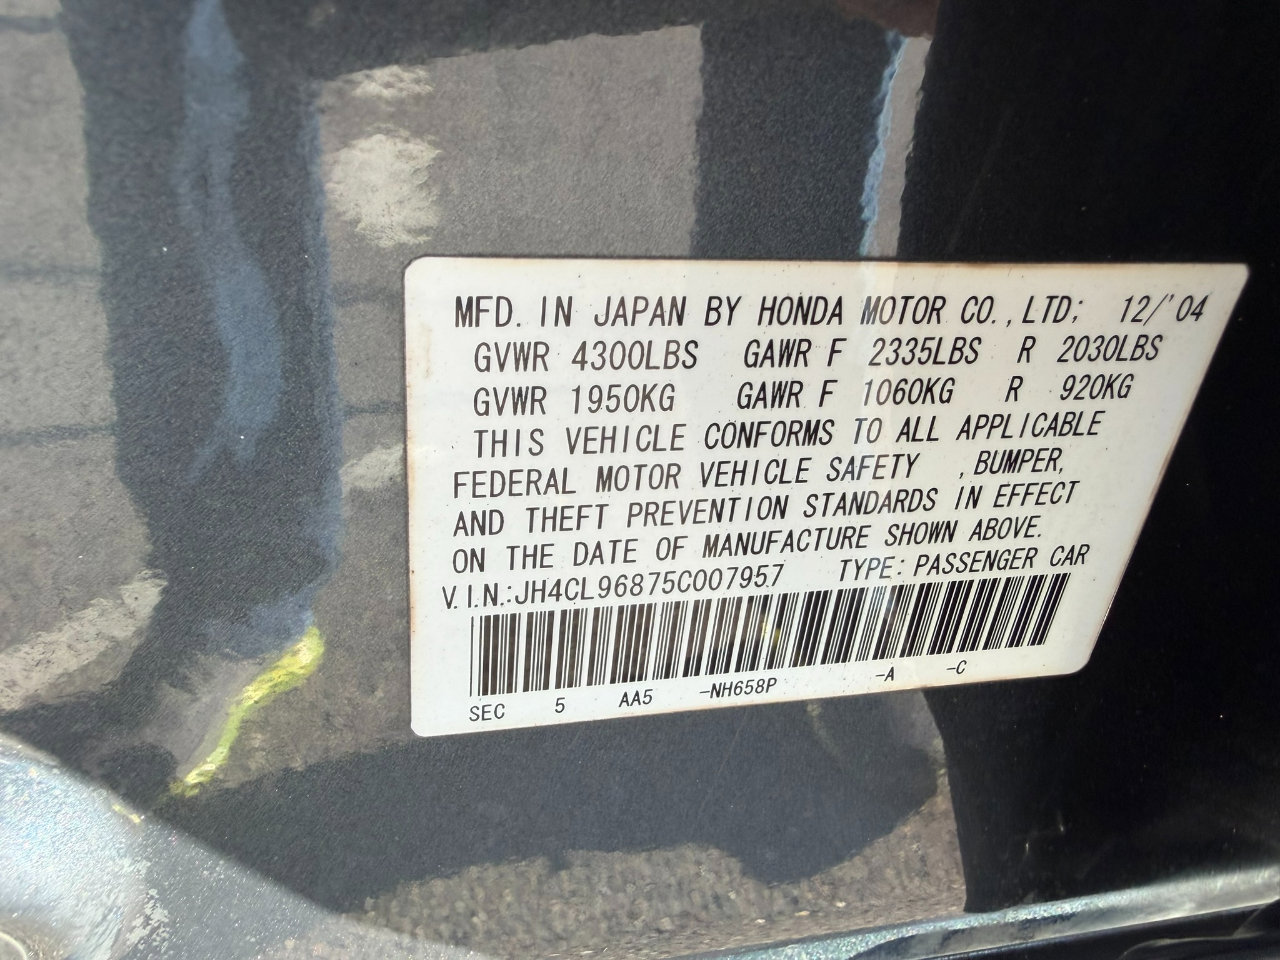 MFD. IN JAPAN BY HONDA MOTOR CO.,LTD; 12/'04
GVWR 4300LBS GAWR F 2335LBS R 2030LBS
GVWR 1950KG GAWR F 1060KG R 920KG
THIS VEHICLE CONFORMS TO ALL APPLICABLE
FEDERAL MOTOR VEHICLE SAFETY ,BUMPER,
AND THEFT PREVENTION STANDARDS IN EFFECT
ON THE DATE OF MANUFACTURE SHOWN ABOVE.
V.I.N.:JH4CL96875C007957 TYPE: PASSENGER CAR
SEC 5 AA5 -NH658P -A -C